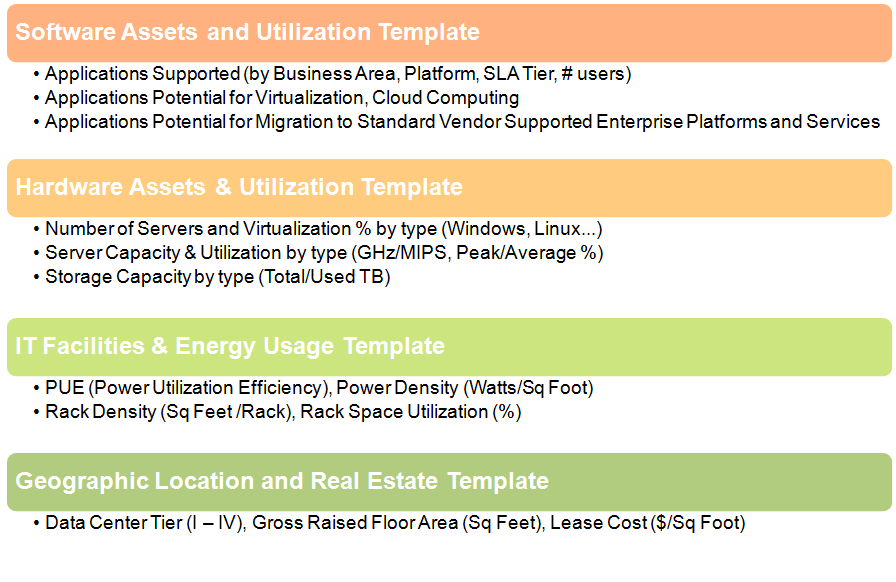 Software Assets and Utilization Template
• Applications Supported (by Business Area, Platform, SLA Tier, # users)
• Applications Potential for Virtualization, Cloud Computing
• Applications Potential for Migration to Standard Vendor Supported Enterprise Platforms and Services
Hardware Assets & Utilization Template
• Number of Servers and Virtualization % by type (Windows, Linux...)
• Server Capacity & Utilization by type (GHz/MIPS, Peak/Average %)
• Storage Capacity by type (Total/Used TB)
IT Facilities & Energy Usage Template
• PUE (Power Utilization Efficiency), Power Density (Watts/Sq Foot)
• Rack Density (Sq Feet /Rack), Rack Space Utilization (%)
Geographic Location and Real Estate Template
• Data Center Tier (I – IV), Gross Raised Floor Area (Sq Feet), Lease Cost ($/Sq Foot)